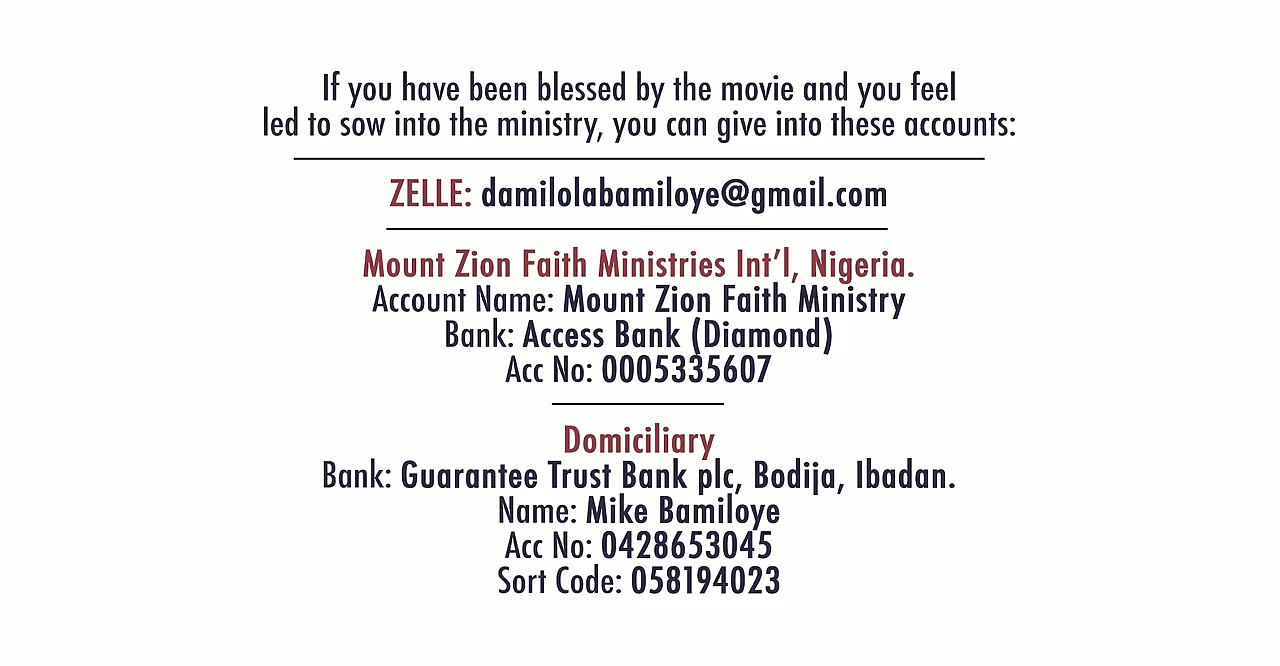 If you have been blessed by the movie and you feel
led to sow into the ministry, you can give into these accounts:
ZELLE: damilolabamiloye@gmail.com
Mount Zion Faith Ministries Int’l, Nigeria.
Account Name: Mount Zion Faith Ministry
Bank: Access Bank (Diamond)
Acc No: 0005335607
Domiciliary
Bank: Guarantee Trust Bank plc, Bodija, Ibadan.
Name: Mike Bamiloye
Acc No: 0428653045
Sort Code: 058194023